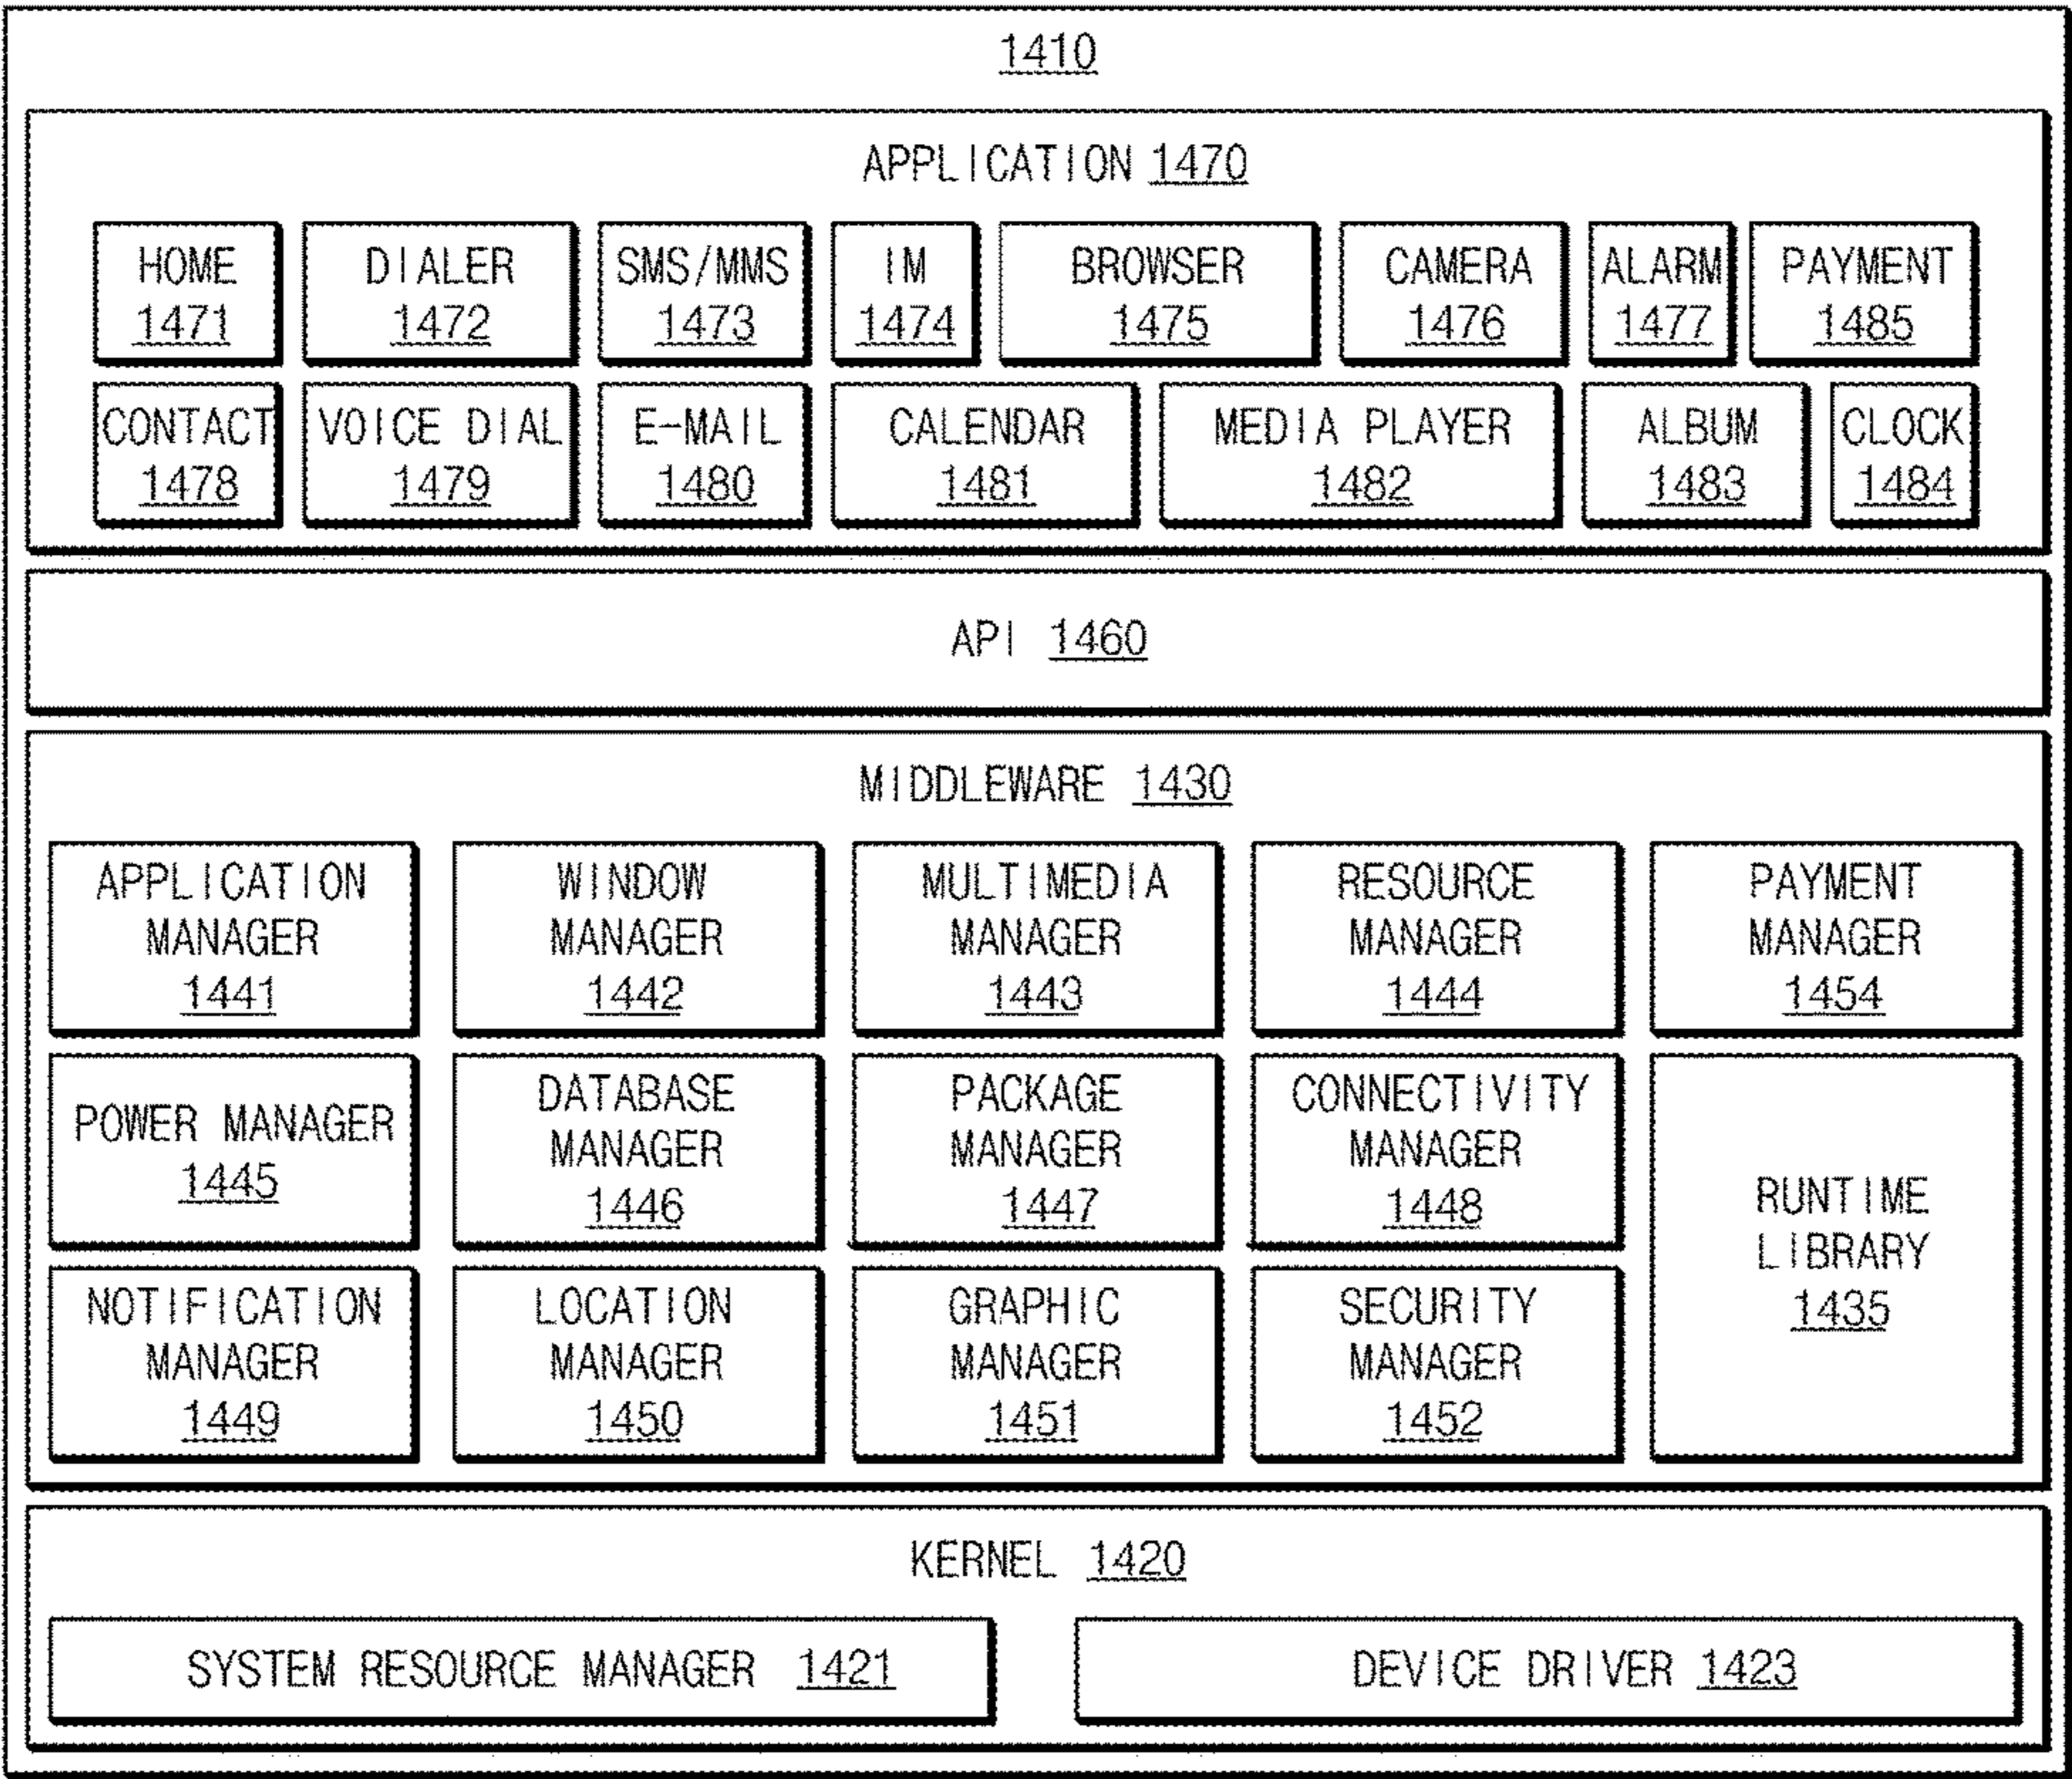 1410
APPLICATION 1470
HOME DIALER SMS/MMS IM BROWSER CAMERA ALARM PAYMENT
1471 1472 1473 1474 1475 1476 1477 1485
CONTACT VOICE DIAL E-MAIL CALENDAR MEDIA PLAYER ALBUM CLOCK
1478 1479 1480 1481 1482 1483 1484
API 1460
MIDDLEWARE 1430
APPLICATION WINDOW MULTIMEDIA RESOURCE PAYMENT
MANAGER MANAGER MANAGER MANAGER MANAGER
1441 1442 1443 1444 1454
POWER MANAGER
1445
DATABASE
MANAGER
1446
PACKAGE
MANAGER
1447
CONNECTIVITY
MANAGER
1448
RUNTIME
LIBRARY
1435
NOTIFICATION LOCATION GRAPHIC SECURITY
MANAGER MANAGER MANAGER MANAGER
1449 1450 1451 1452
KERNEL 1420
SYSTEM RESOURCE MANAGER 1421 DEVICE DRIVER 1423